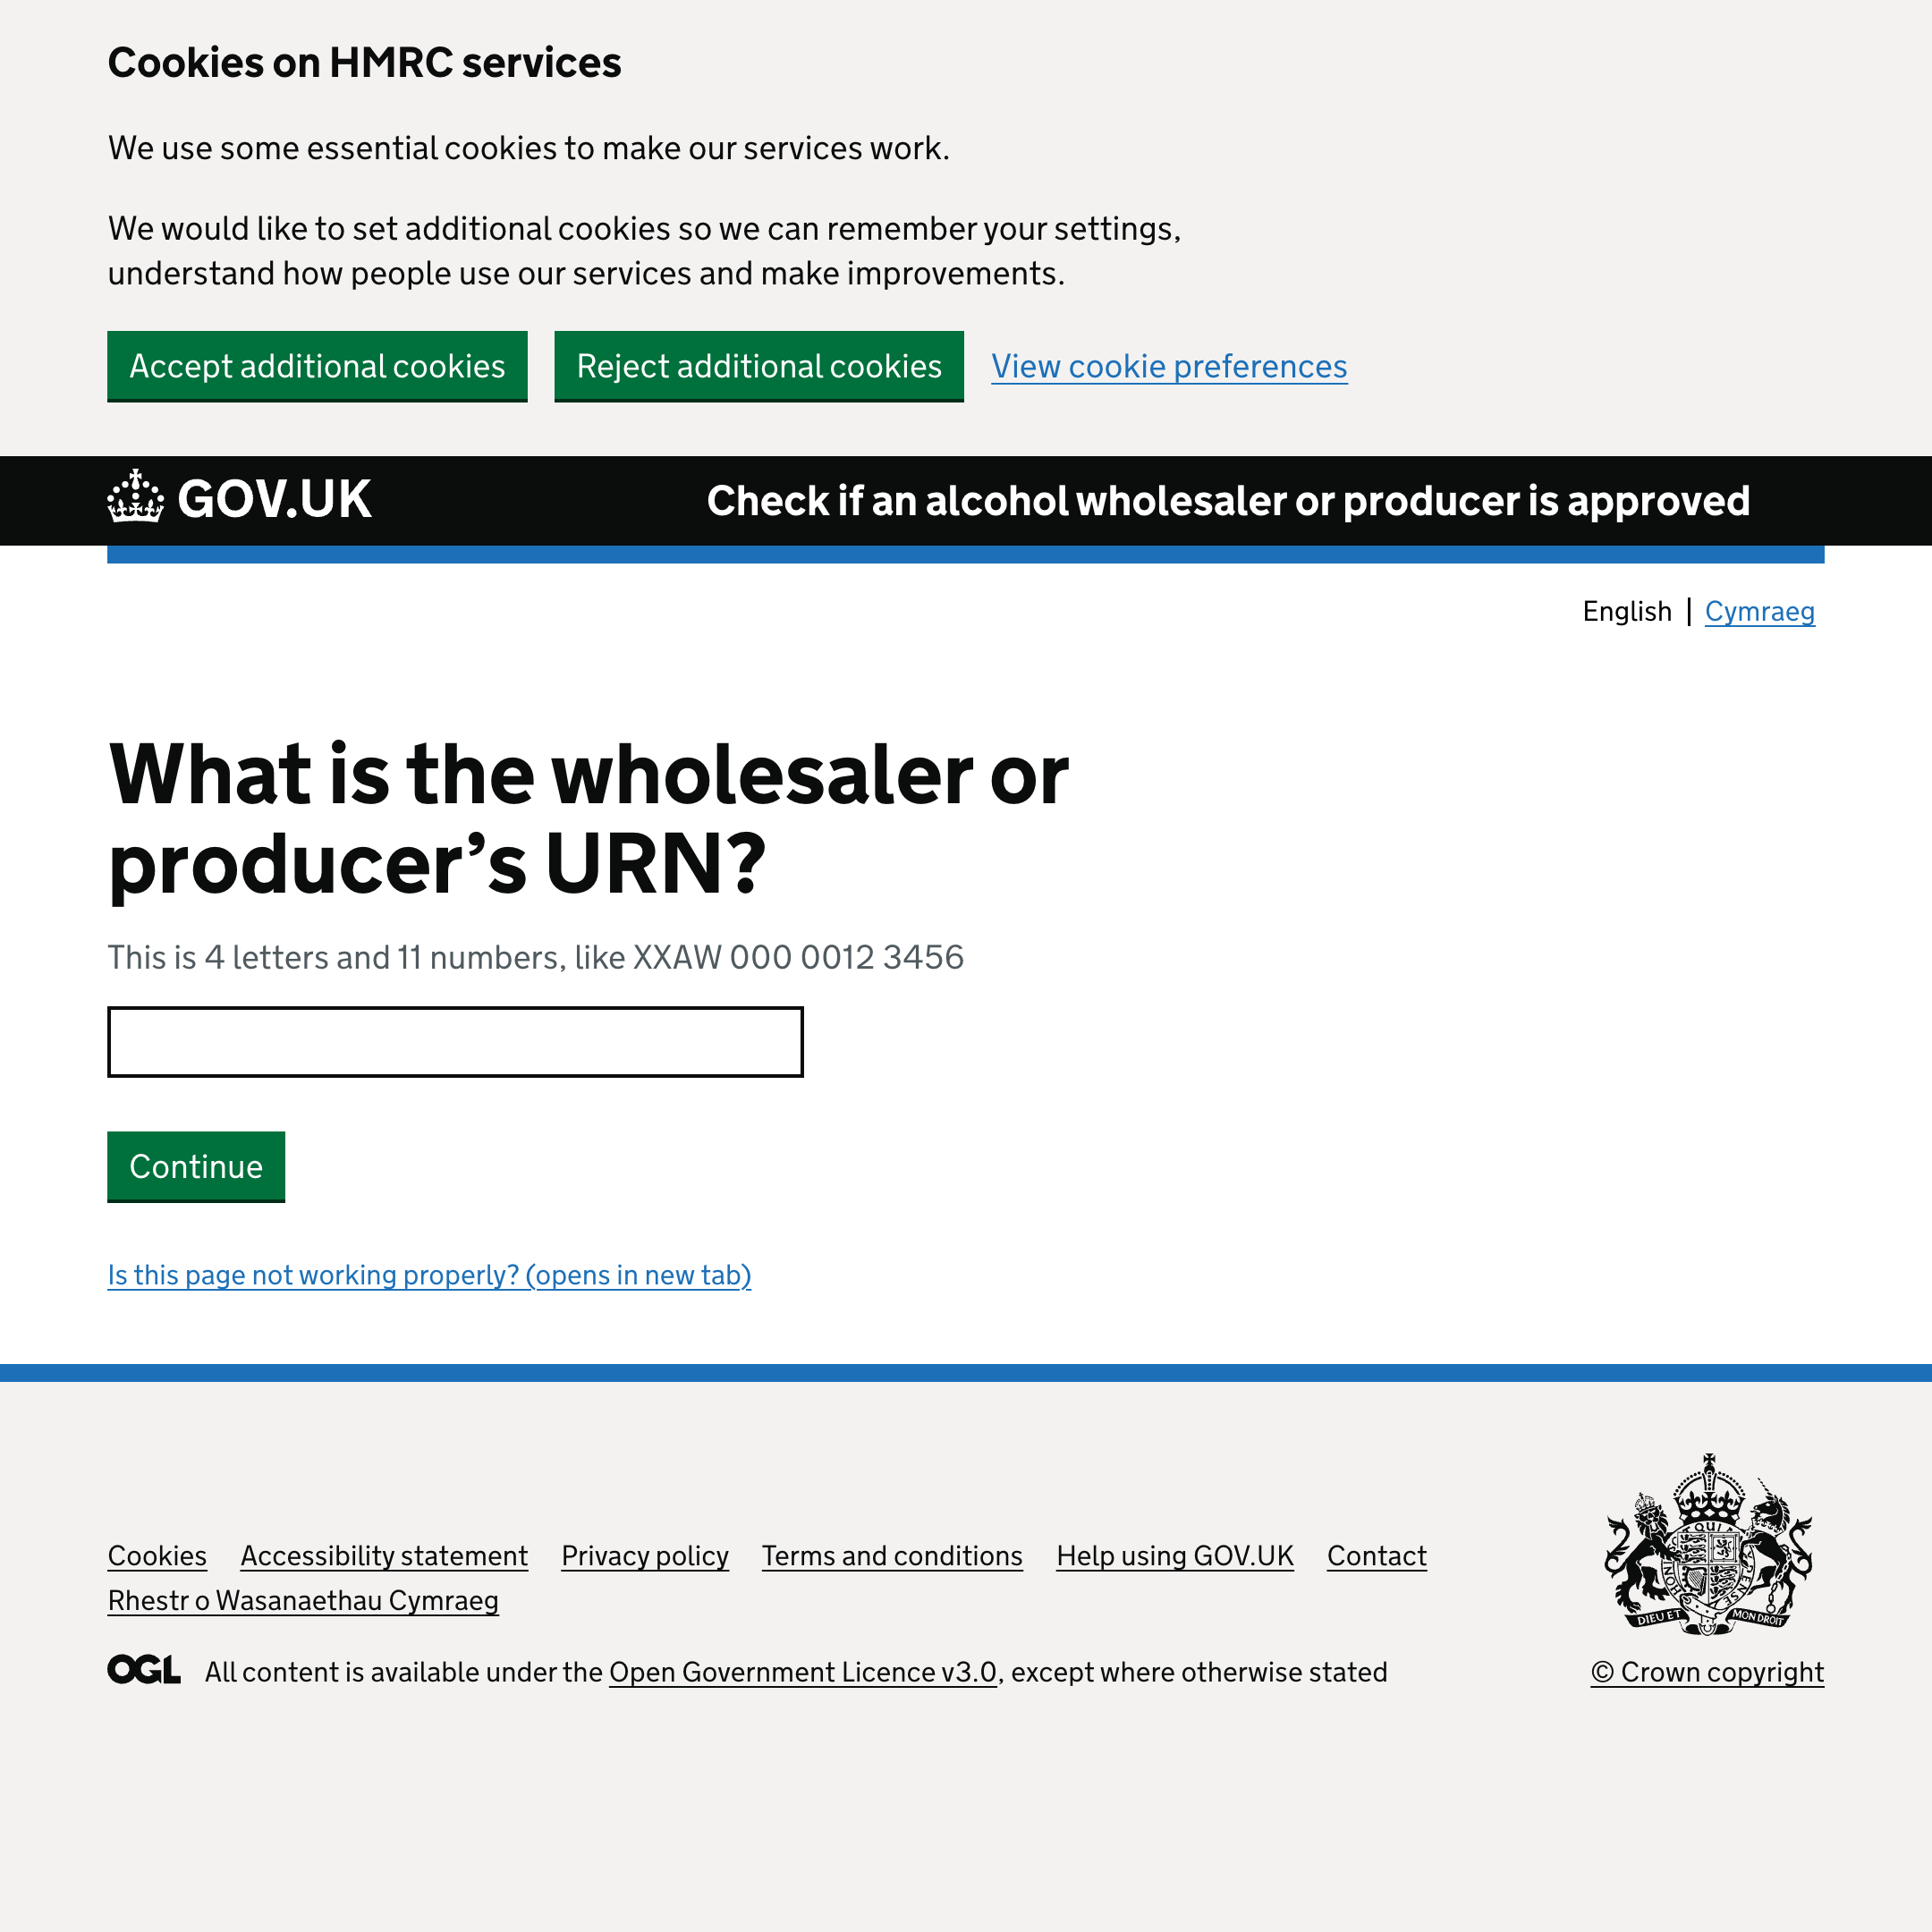 Cookies on HMRC services
We use some essential cookies to make our services work.
We would like to set additional cookies so we can remember your settings,
understand how people use our services and make improvements.
Accept additional cookies Reject additional cookies View cookie preferences
GOV.UK Check if an alcohol wholesaler or producer is approved
English | Cymraeg
What is the wholesaler or
producer’s URN?
This is 4 letters and 11 numbers, like XXAW 000 0012 3456
Continue
Is this page not working properly? (opens in new tab)
Cookies Accessibility statement Privacy policy Terms and conditions Help using GOV.UK Contact
Rhestr o Wasanaethau Cymraeg
DIEU ET MON DROIT
OGL All content is available under the Open Government Licence v3.0, except where otherwise stated
© Crown copyright